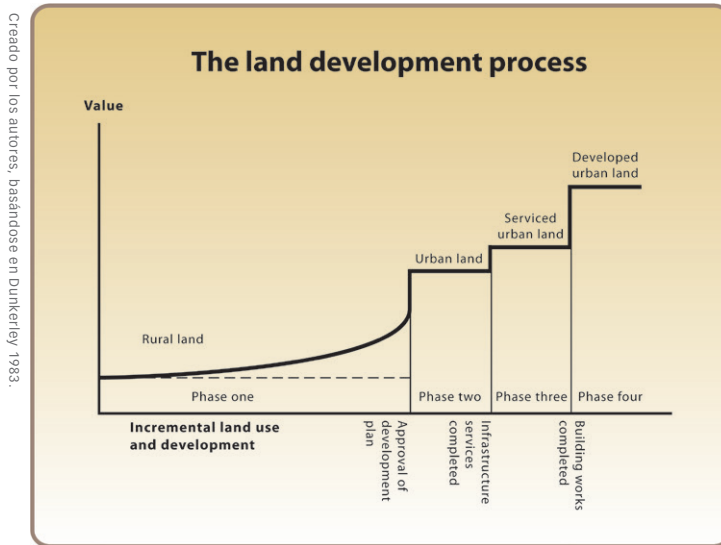 Creado por los autores, basándose en Dunkerley 1983.
The land development process
Value
Developed
urban land
Serviced
urban land
Urban land
Rural land
Phase one
Phase two
Phase three
Phase four
Incremental land use
and development
Approval of
development
plan
Infrastructure
services
completed
Building works
completed